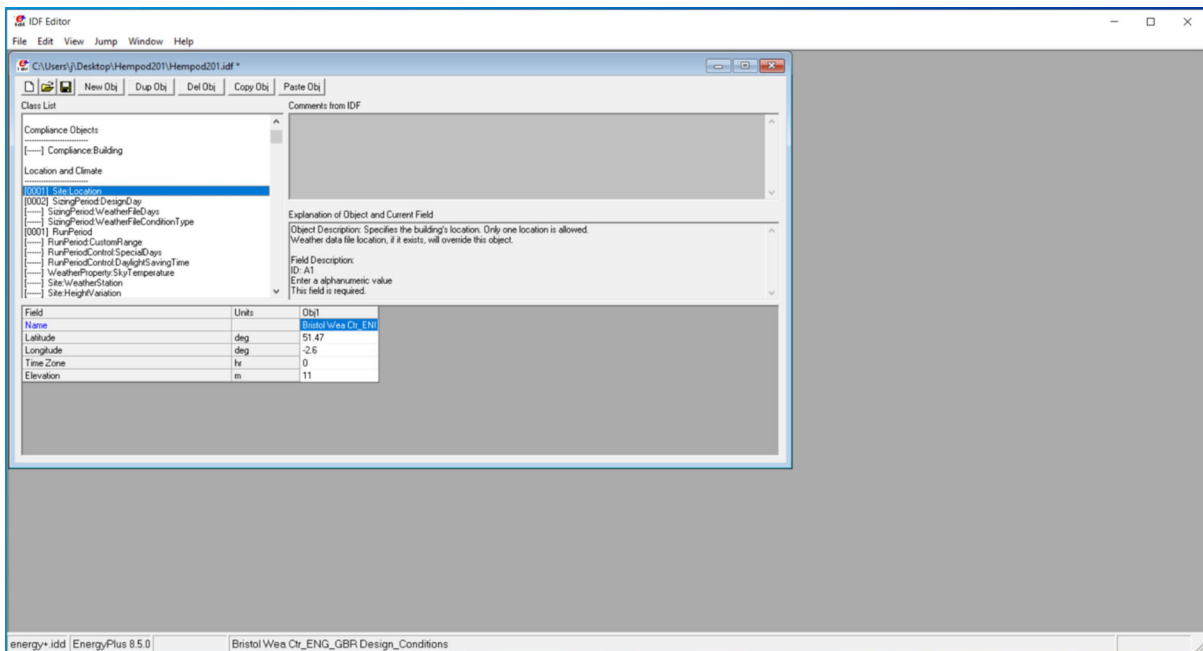 IDF Editor
File Edit View Jump Window Help
C:\Users\j\Desktop\Hempod201\Hempod201.idf *
New Obj Dup Obj Del Obj Copy Obj Paste Obj
Class List
Comments from IDF
Compliance Objects
------------------------
[------] Compliance:Building
Location and Climate
------------------------
[0001] Site:Location
[0002] SizingPeriod:DesignDay
[------] SizingPeriod:WeatherFileDays
[------] SizingPeriod:WeatherFileConditionType
[0001] RunPeriod
[------] RunPeriod:CustomRange
[------] RunPeriodControl:SpecialDays
[------] RunPeriodControl:DaylightSavingTime
[------] WeatherProperty:SkyTemperature
[------] Site:WeatherStation
[------] Site:HeightVariation
Explanation of Object and Current Field
Object Description: Specifies the building's location. Only one location is allowed.
Weather data file location, if it exists, will override this object.
Field Description:
ID: A1
Enter a alphanumeric value
This field is required.
Field Units Obj1
Name Bristol Wea Ctr_ENG
Latitude deg 51.47
Longitude deg -2.6
Time Zone hr 0
Elevation m 11
energy+.idd EnergyPlus 8.5.0 Bristol Wea Ctr_ENG_GBR Design_Conditions